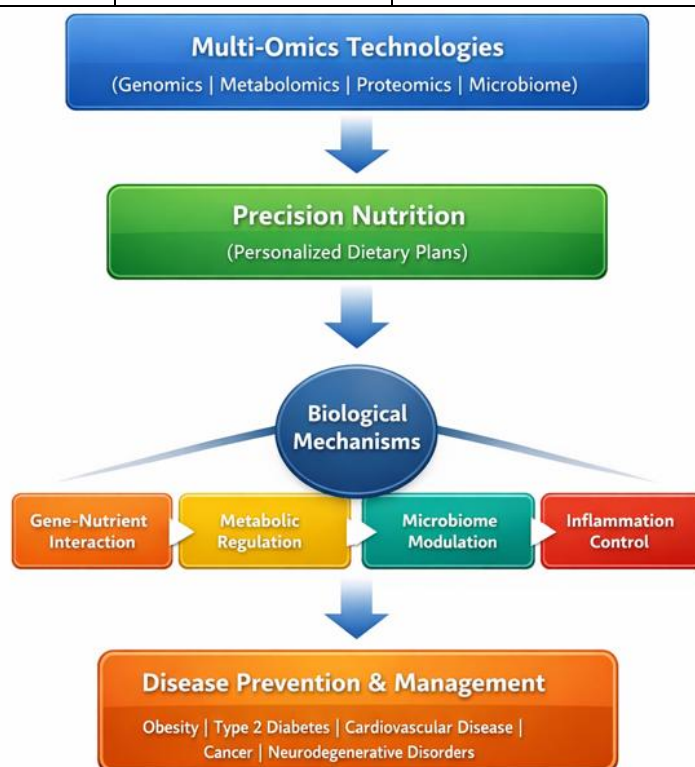 Multi-Omics Technologies
(Genomics | Metabolomics | Proteomics | Microbiome)
Precision Nutrition
(Personalized Dietary Plans)
Biological
Mechanisms
Gene-Nutrient
Interaction
Metabolic
Regulation
Microbiome
Modulation
Inflammation
Control
Disease Prevention & Management
Obesity | Type 2 Diabetes | Cardiovascular Disease |
Cancer | Neurodegenerative Disorders